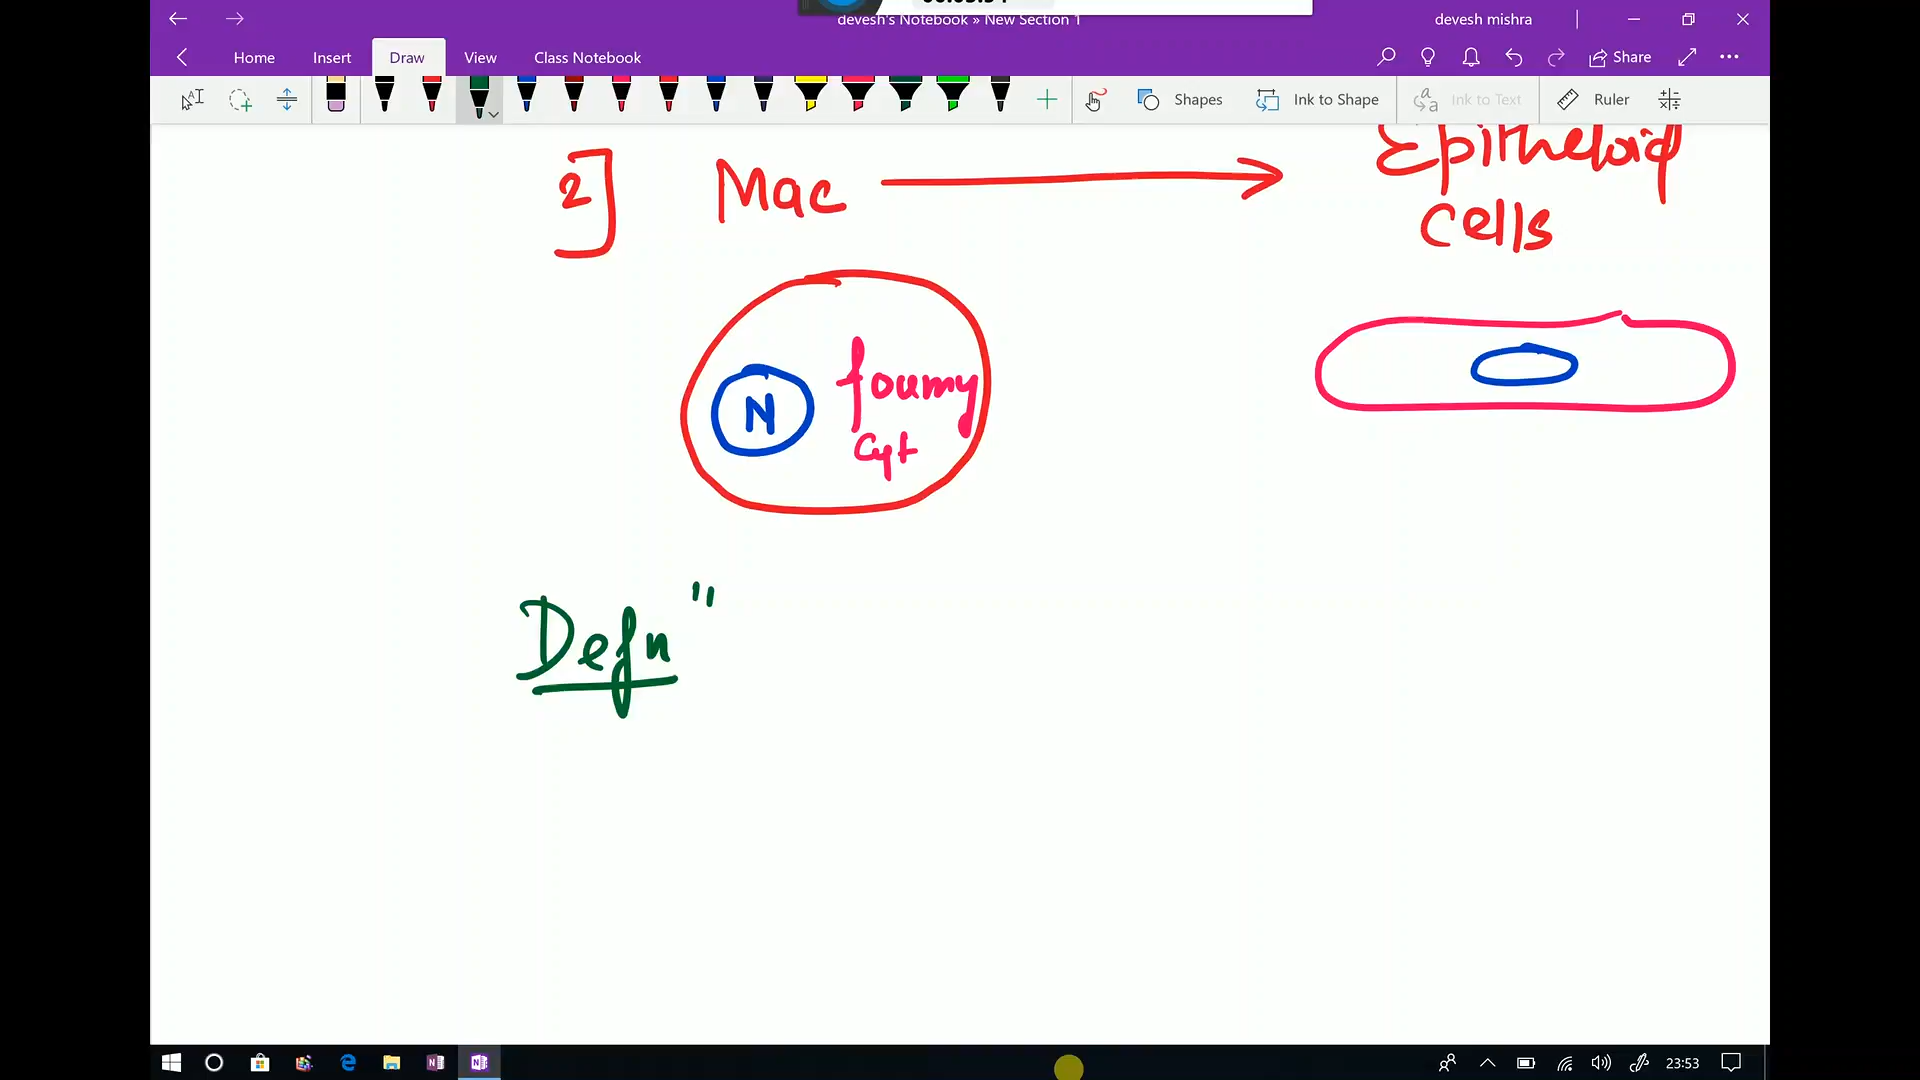 devesh's Notebook » New Section 1
devesh mishra
Home Insert Draw View Class Notebook
Share
Shapes Ink to Shape Ink to Text Ruler
2] Mac → Epitheloid
cells
N foumy
Cyt
Defn "
23:53